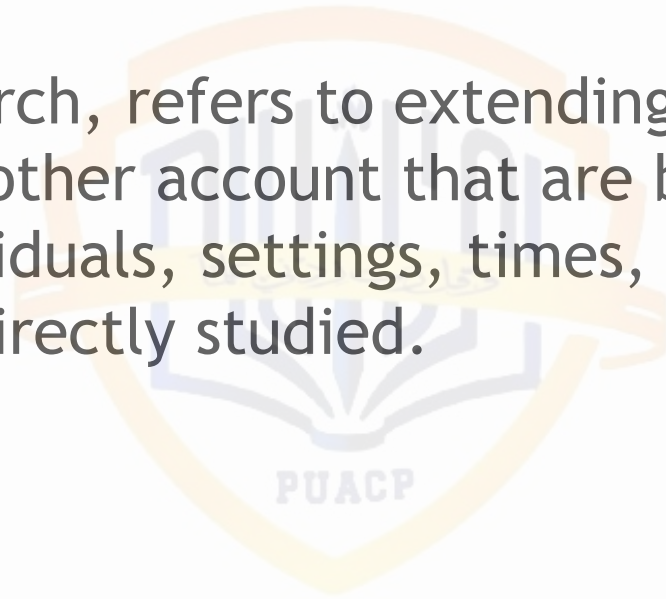 rch, refers to extending
other account that are b
iduals, settings, times,
irectly studied.
PUACP